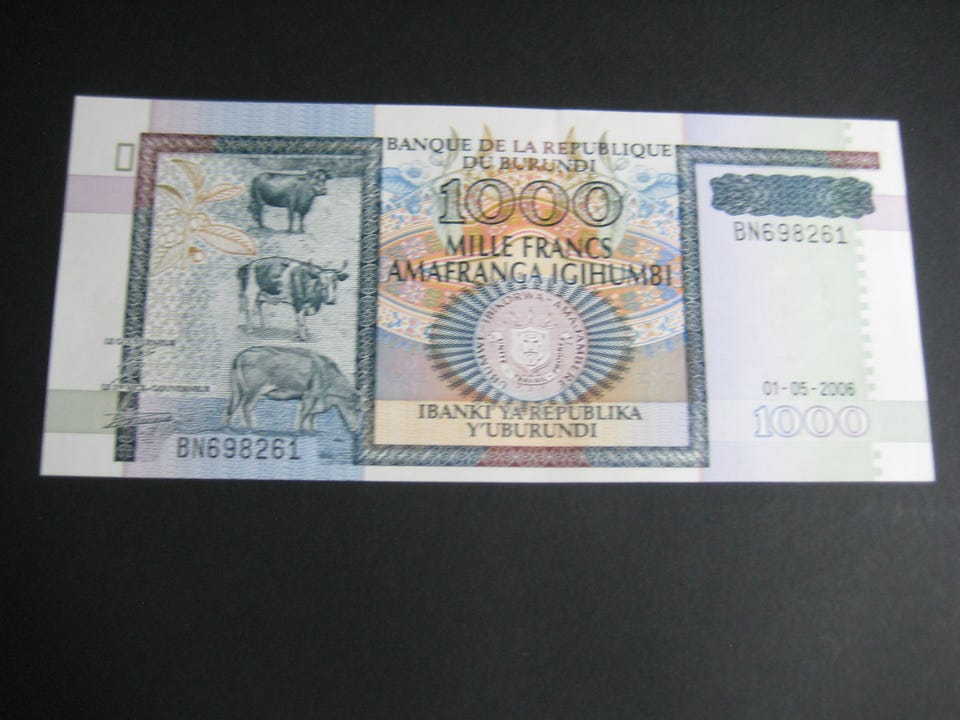 BANQUE DE LA REPUBLIQUE
DU BURUNDI
1000
MILLE FRANCS
AMAFRANGA IGIHUMBI
BN698261
01-05-2006
1000
IBANKI YA REPUBLIKA
Y'UBURUNDI
BN698261